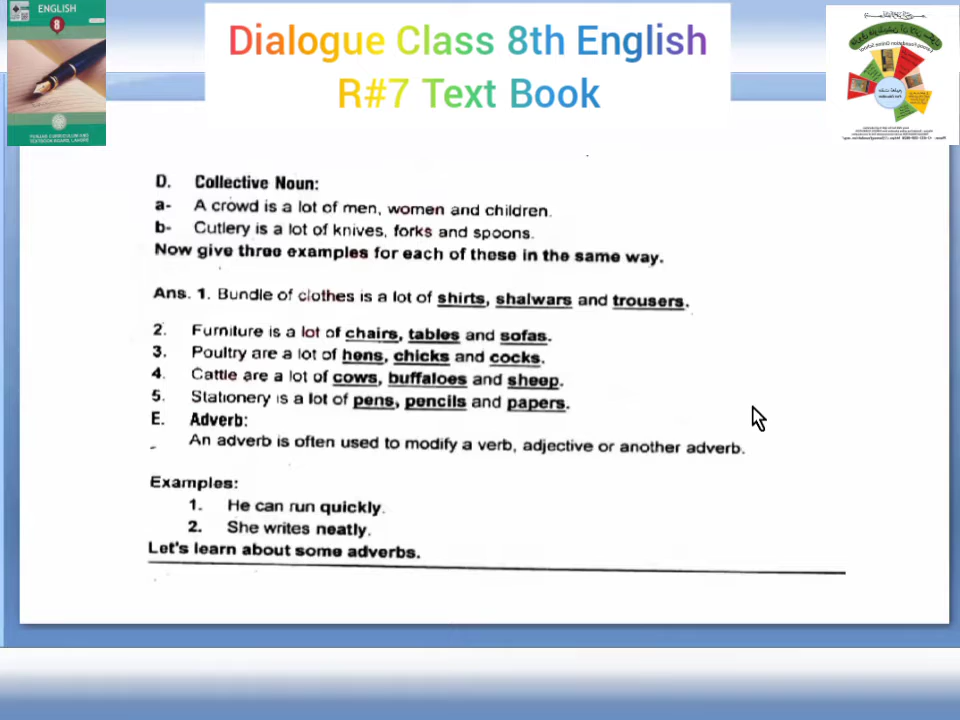 ENGLISH
8
PUNJAB CURRICULUM AND
TEXTBOOK BOARD, LAHORE
Dialogue Class 8th English
R#7 Text Book
D. Collective Noun:
a- A crowd is a lot of men, women and children.
b- Cutlery is a lot of knives, forks and spoons.
Now give three examples for each of these in the same way.
Ans. 1. Bundle of clothes is a lot of shirts, shalwars and trousers.
2. Furniture is a lot of chairs, tables and sofas.
3. Poultry are a lot of hens, chicks and cocks.
4. Cattle are a lot of cows, buffaloes and sheep.
5. Stationery is a lot of pens, pencils and papers.
E. Adverb:
An adverb is often used to modify a verb, adjective or another adverb.
Examples:
1. He can run quickly.
2. She writes neatly.
Let's learn about some adverbs.